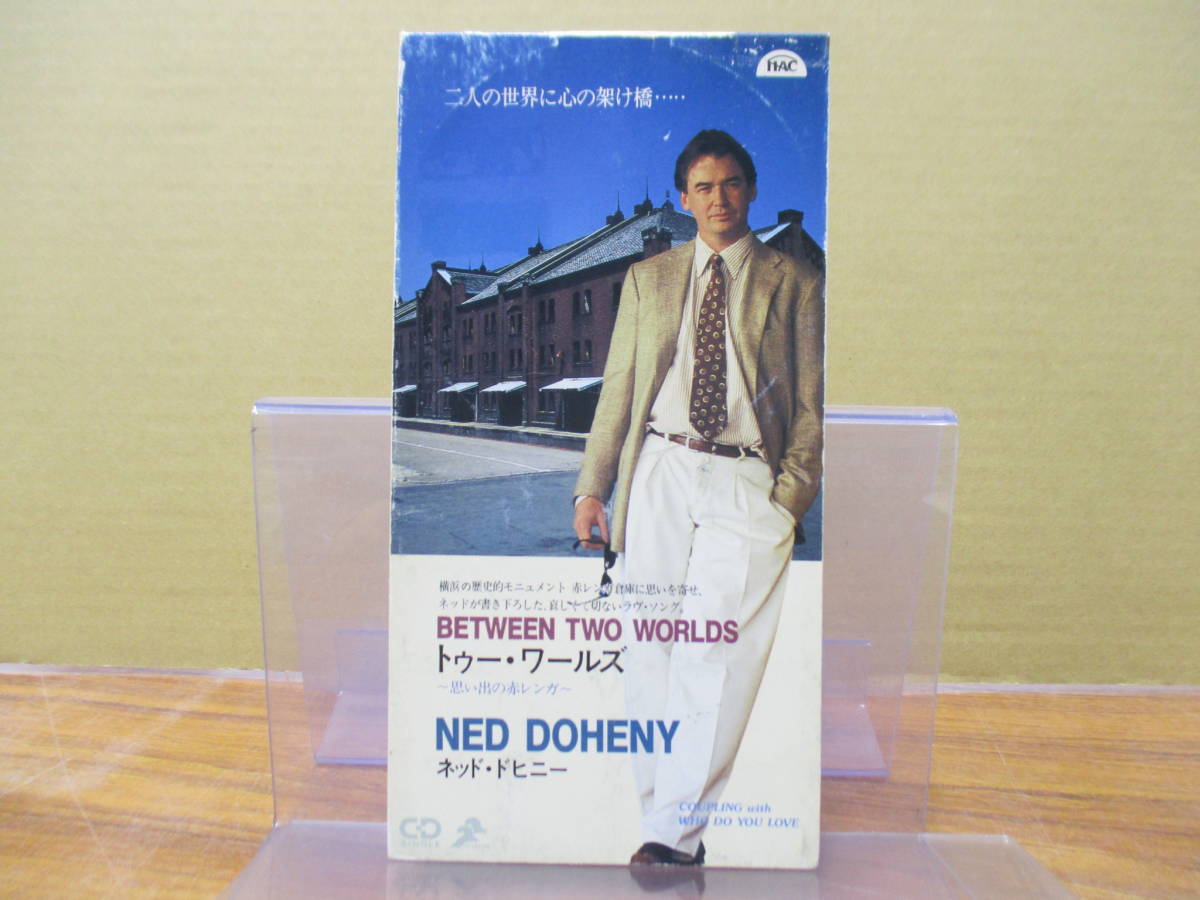 HAC
二人の世界に心の架け橋‥‥
横浜の歴史的モニュメント 赤レンガ倉庫に思いを寄せ、
ネッドが書き下ろした、哀しくて切ないラヴ・ソング。
BETWEEN TWO WORLDS
トゥー・ワールズ
〜思い出の赤レンガ〜
NED DOHENY
ネッド・ドヒニー
COUPLING with
WHO DO YOU LOVE
CD
SINGLE